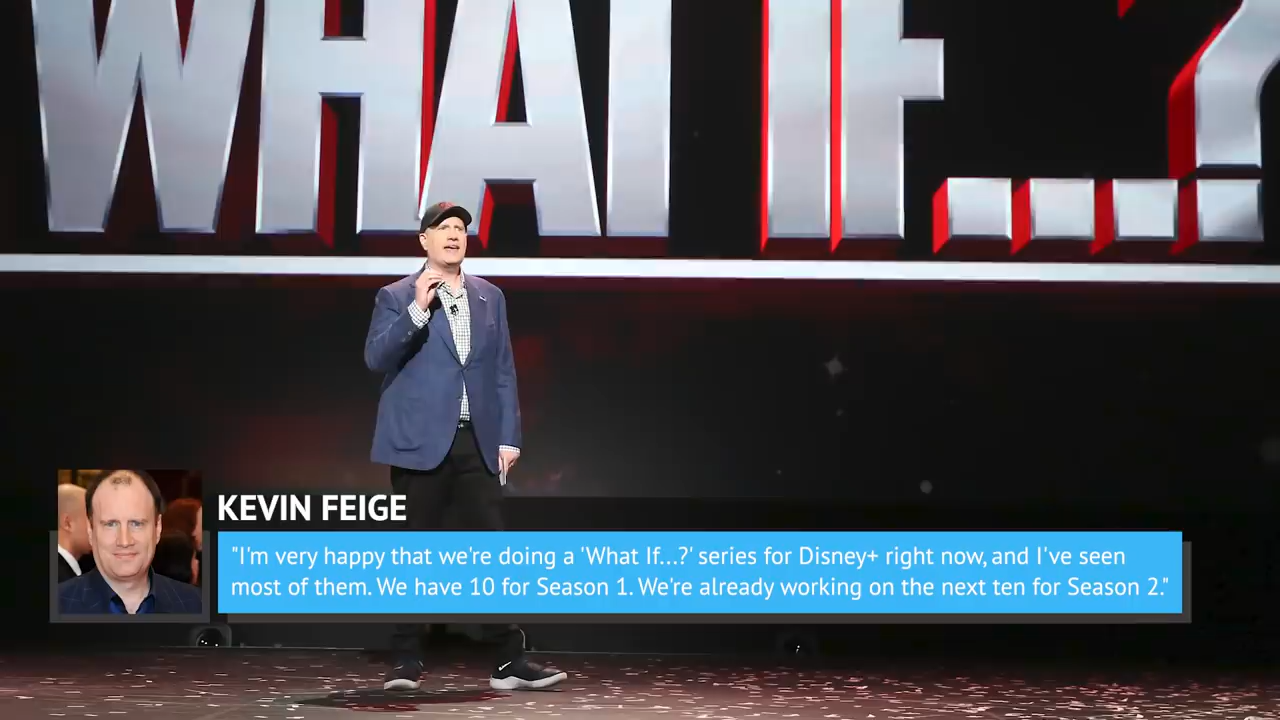 WHAT IF...?
KEVIN FEIGE
"I'm very happy that we're doing a 'What If...?' series for Disney+ right now, and I've seen
most of them. We have 10 for Season 1. We're already working on the next ten for Season 2."